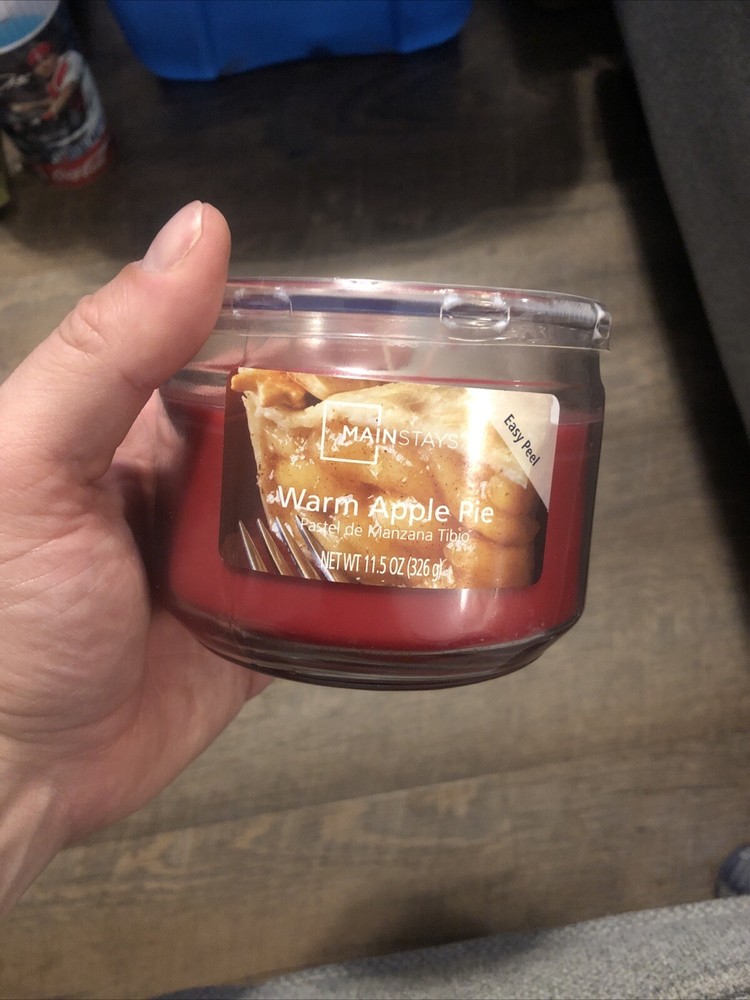 MAINSTAYS
Easy Peel
Warm Apple Pie
Pastel de Manzana Tibio
NET WT 11.5 OZ (326 g)